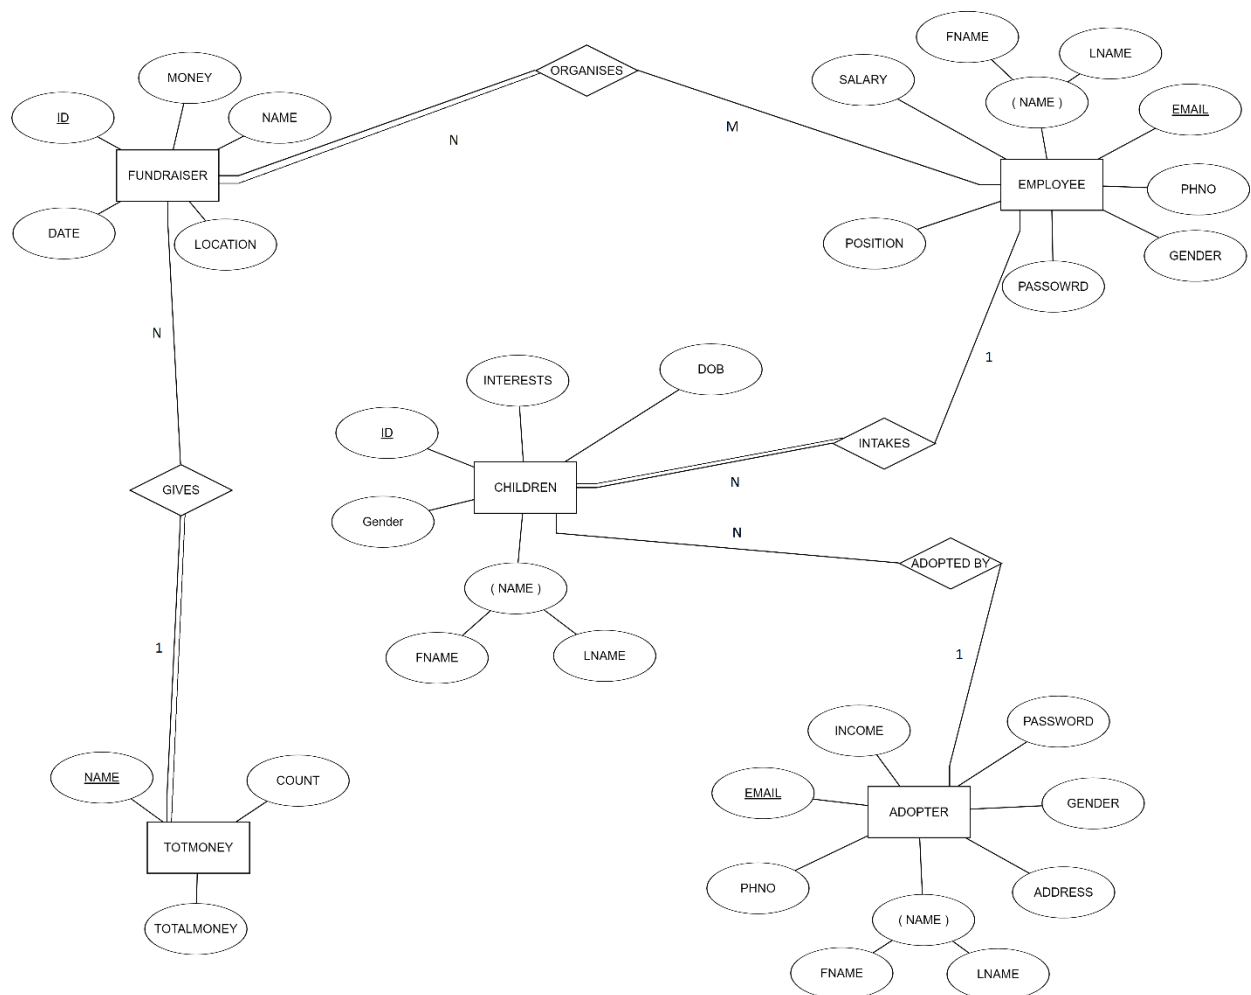 FNAME
LNAME
ORGANISES
MONEY
SALARY
( NAME )
EMAIL
ID
NAME
N
M
FUNDRAISER
EMPLOYEE
PHNO
DATE
LOCATION
POSITION
GENDER
PASSOWRD
N
1
INTERESTS
DOB
ID
INTAKES
CHILDREN
N
GIVES
Gender
N
ADOPTED BY
( NAME )
FNAME
LNAME
1
1
INCOME
PASSWORD
NAME
COUNT
EMAIL
GENDER
ADOPTER
TOTMONEY
PHNO
ADDRESS
TOTALMONEY
( NAME )
FNAME
LNAME